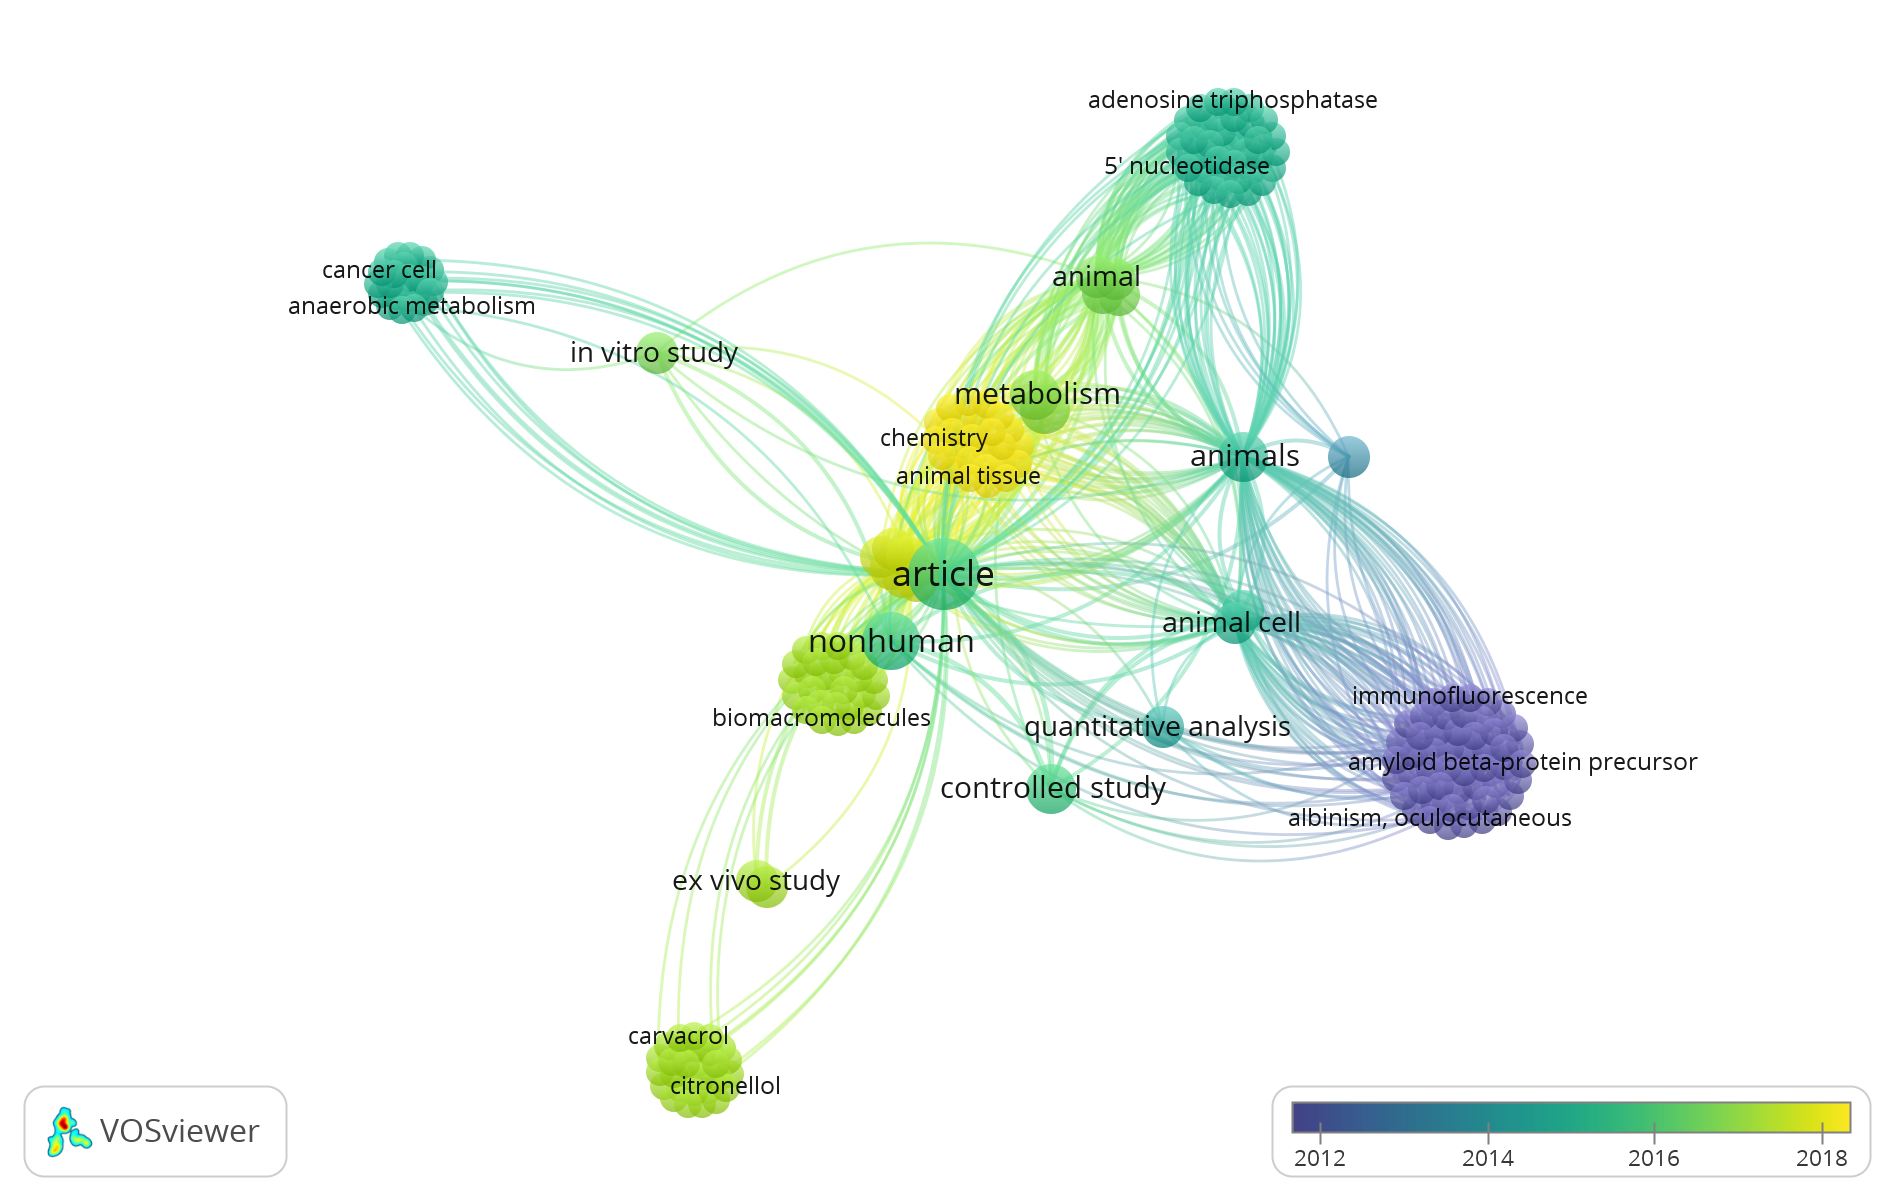 adenosine triphosphatase
5' nucleotidase
cancer cell
animal
anaerobic metabolism
in vitro study
metabolism
chemistry
animals
animal tissue
article
animal cell
nonhuman
immunofluorescence
biomacromolecules
quantitative analysis
amyloid beta-protein precursor
controlled study
albinism, oculocutaneous
ex vivo study
carvacrol
citronellol
VOSviewer
2012 2014 2016 2018